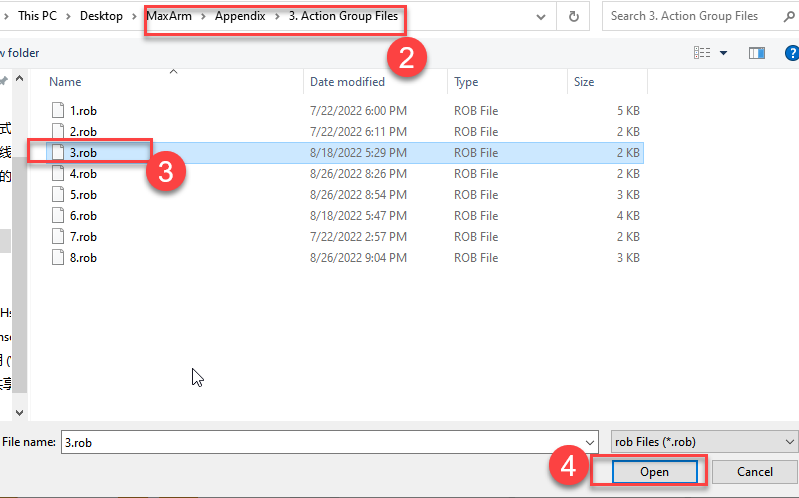 This PC > Desktop > MaxArm > Appendix > 3. Action Group Files
Search 3. Action Group Files
2
folder
Name Date modified Type Size
1.rob 7/22/2022 6:00 PM ROB File 5 KB
2.rob 7/22/2022 6:11 PM ROB File 2 KB
式
3.rob 8/18/2022 5:29 PM ROB File 2 KB
线
3
4.rob 8/26/2022 8:26 PM ROB File 2 KB
的
5.rob 8/26/2022 8:54 PM ROB File 3 KB
6.rob 8/18/2022 5:47 PM ROB File 4 KB
7.rob 7/22/2022 2:57 PM ROB File 2 KB
8.rob 8/26/2022 9:04 PM ROB File 3 KB
File name: 3.rob rob Files (*.rob)
4
Open Cancel